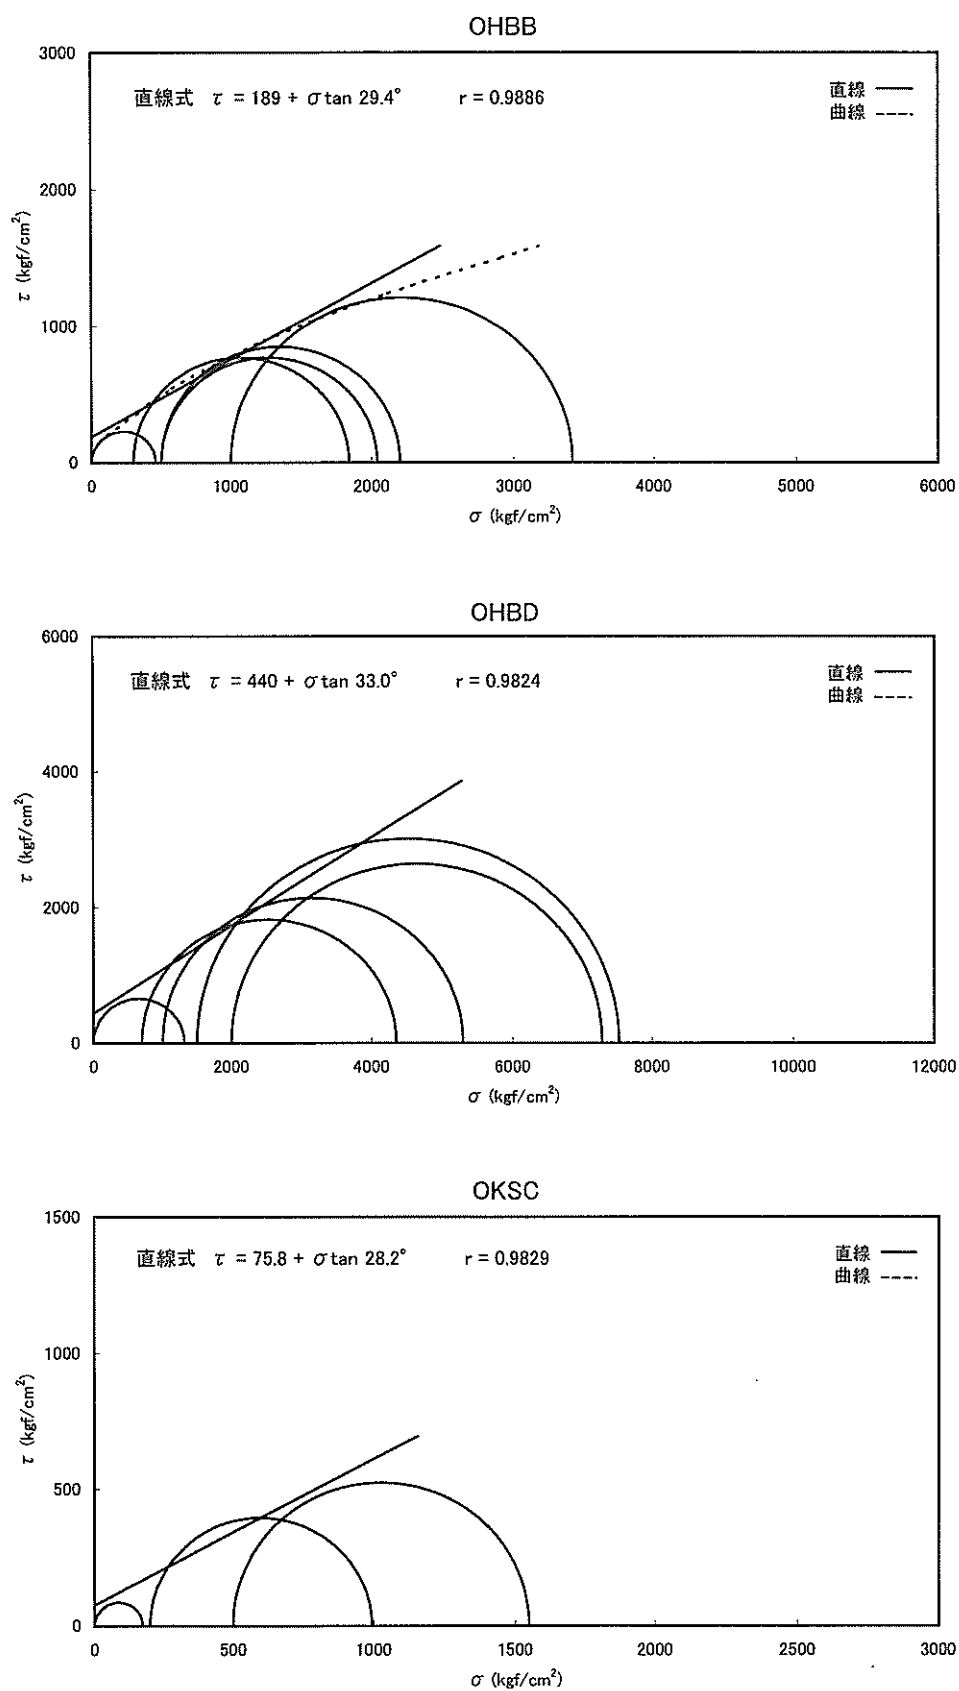 OHBB
3000
直線式 τ = 189 + σtan 29.4° r = 0.9886
直線
曲線
2000
τ (kgf/cm²)
1000
0
0 1000 2000 3000 4000 5000 6000
σ (kgf/cm²)
OHBD
6000
直線式 τ = 440 + σtan 33.0° r = 0.9824
直線
曲線
4000
τ (kgf/cm²)
2000
0
0 2000 4000 6000 8000 10000 12000
σ (kgf/cm²)
OKSC
1500
直線式 τ = 75.8 + σtan 28.2° r = 0.9829
直線
曲線
1000
τ (kgf/cm²)
500
0
0 500 1000 1500 2000 2500 3000
σ (kgf/cm²)